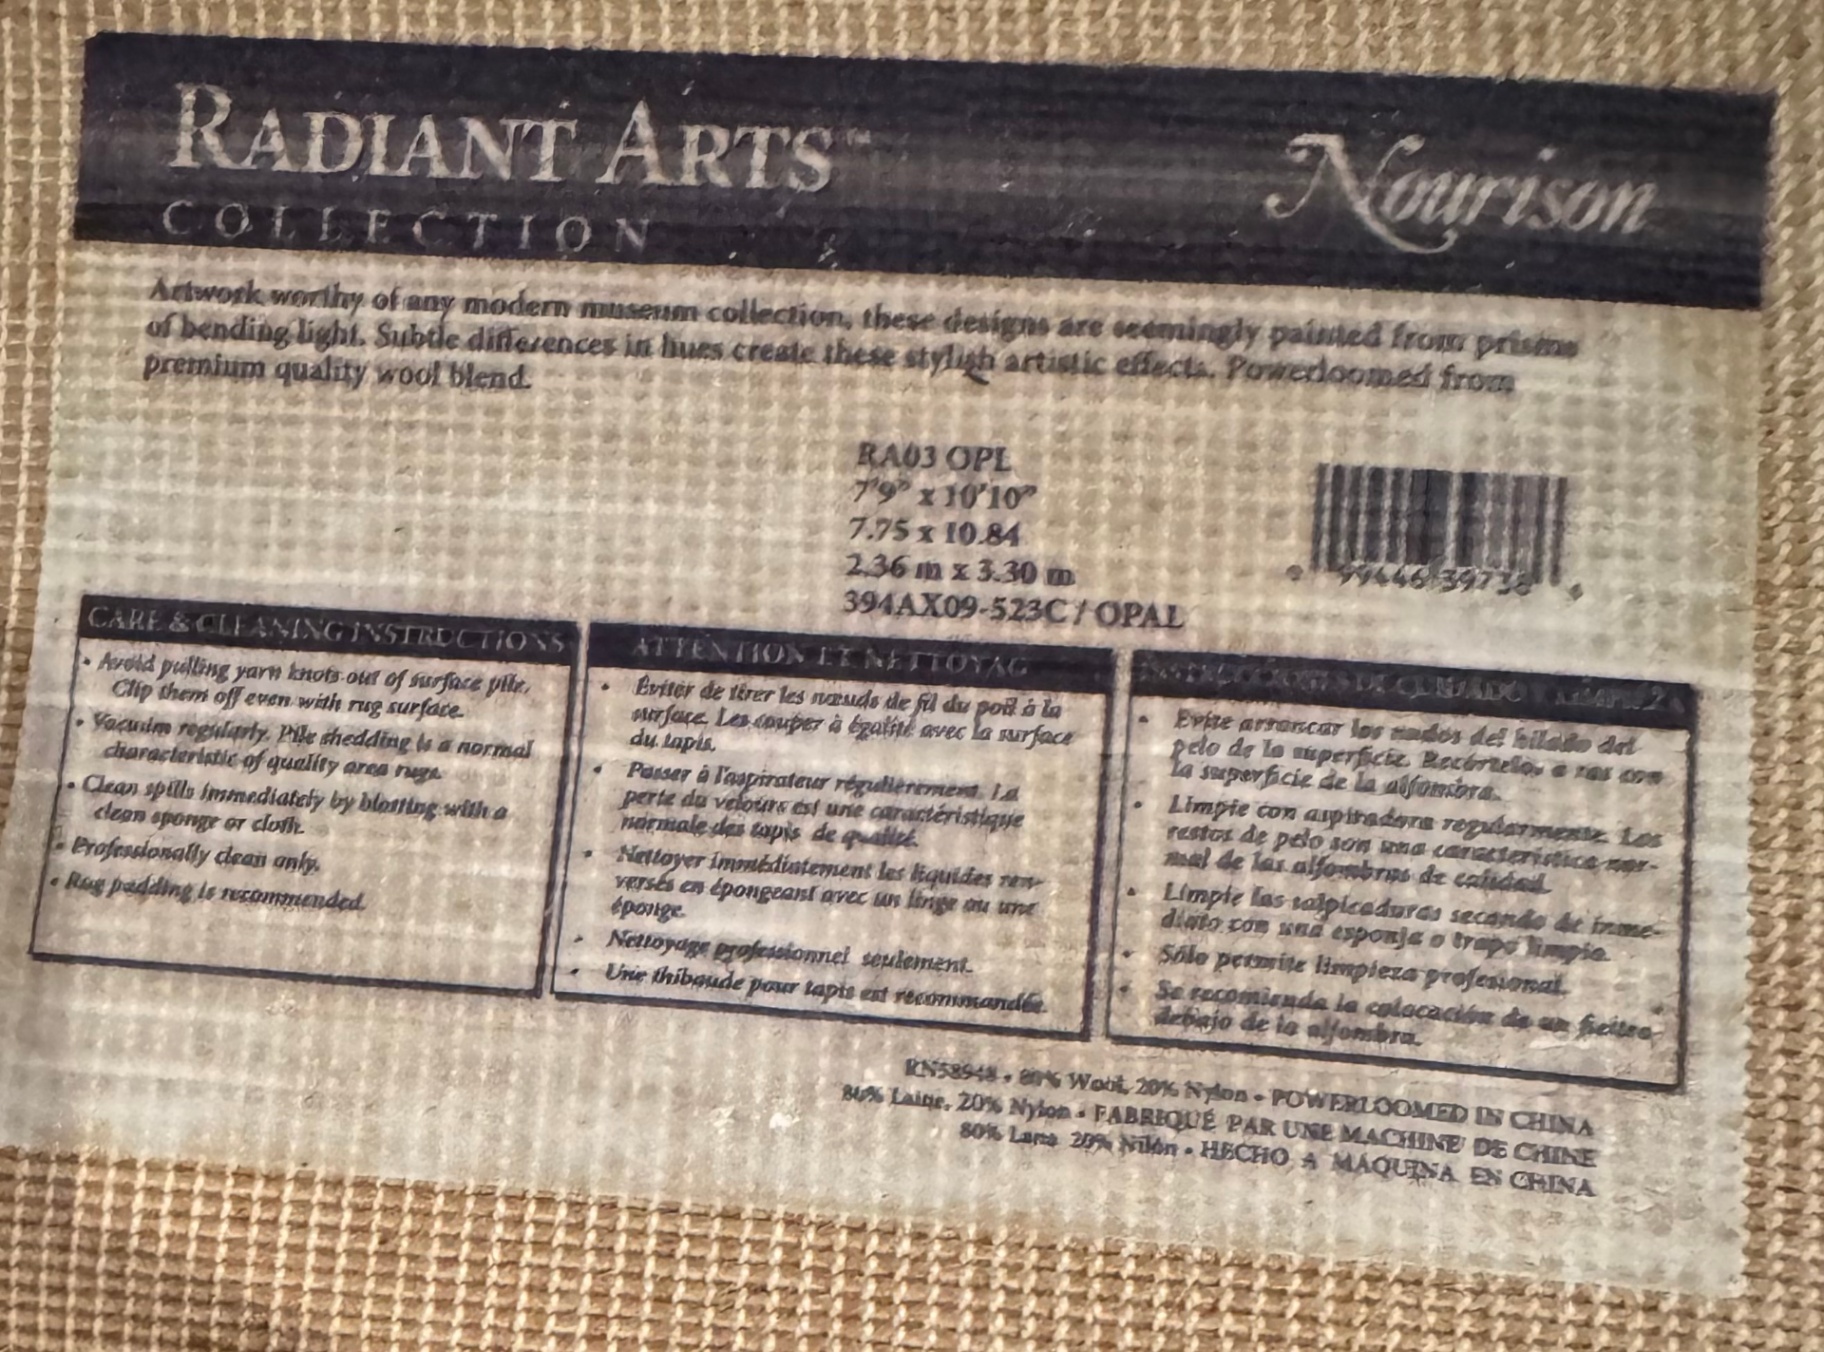 RADIANT ARTS™
COLLECTION
Nourison
Artwork worthy of any modern museum collection, these designs are seemingly painted from prisms
of bending light. Subtle differences in hues create these stylish artistic effects. Powerloomed from
premium quality wool blend.
RA03 OPL
7'9" x 10'10"
7.75 x 10.84
2.36 m x 3.30 m
394AX09-523C / OPAL
99446 39738
CARE & CLEANING INSTRUCTIONS
• Avoid pulling yarn knots out of surface pile.
Clip them off even with rug surface.
• Vacuum regularly. Pile shedding is a normal
characteristic of quality area rugs.
• Clean spills immediately by blotting with a
clean sponge or cloth.
• Professionally clean only.
• Rug padding is recommended.
ATTENTION ET NETTOYAG
• Éviter de tirer les nœuds de fil du poil à la
surface. Les couper à égalité avec la surface
du tapis.
• Passer à l'aspirateur régulièrement. La
perte du velours est une caractéristique
normale des tapis de qualité.
• Nettoyer immédiatement les liquides ren-
versés en épongeant avec un linge ou une
éponge.
• Nettoyage professionnel seulement.
• Une thibaude pour tapis est recommandée.
INSTRUCCIONES DE CUIDADO
• Evite arrancar los nudos del hilado del
pelo de la superficie. Recórtelos a ras con
la superficie de la alfombra.
• Limpie con aspiradora regularmente. Los
restos de pelo son una característica nor-
mal de las alfombras de calidad.
• Limpie las salpicaduras secando de inme-
diato con una esponja o trapo limpio.
• Sólo permite limpieza profesional.
• Se recomienda la colocación de un fieltro
debajo de la alfombra.
RN58948 • 80% Wool, 20% Nylon • POWERLOOMED IN CHINA
80% Laine, 20% Nylon • FABRIQUÉ PAR UNE MACHINE DE CHINE
80% Lana 20% Nilón • HECHO A MAQUINA EN CHINA